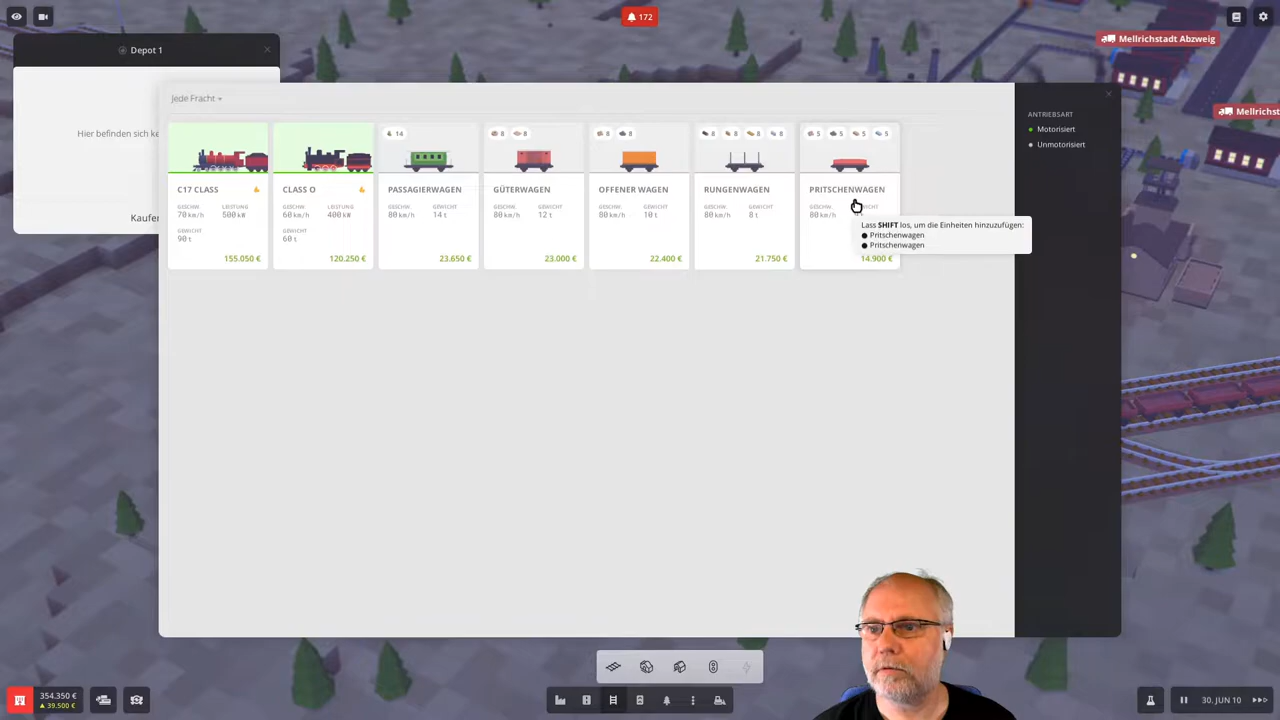 172
Depot 1
Mellrichstadt Abzweig
Mellrichst
Hier befinden sich ke
Kaufen
Jede Fracht
ANTRIEBSART
Motorisiert
Unmotorisiert
C17 CLASS
GESCHW. LEISTUNG
70 km/h 500 kW
GEWICHT
90 t
155.050 €
CLASS O
GESCHW. LEISTUNG
60 km/h 400 kW
GEWICHT
60 t
120.250 €
14
PASSAGIERWAGEN
GESCHW. GEWICHT
80 km/h 14 t
23.650 €
8 8
GÜTERWAGEN
GESCHW. GEWICHT
80 km/h 12 t
23.000 €
8 8
OFFENER WAGEN
GESCHW. GEWICHT
80 km/h 10 t
22.400 €
8 8 8 8
RUNGENWAGEN
GESCHW. GEWICHT
80 km/h 8 t
21.750 €
5 5 5 5
PRITSCHENWAGEN
GESCHW. WICHT
80 km/h
14.900 €
Lass SHIFT los, um die Einheiten hinzuzufügen:
● Pritschenwagen
● Pritschenwagen
354.350 €
▲ 39.500 €
30. JUN 10